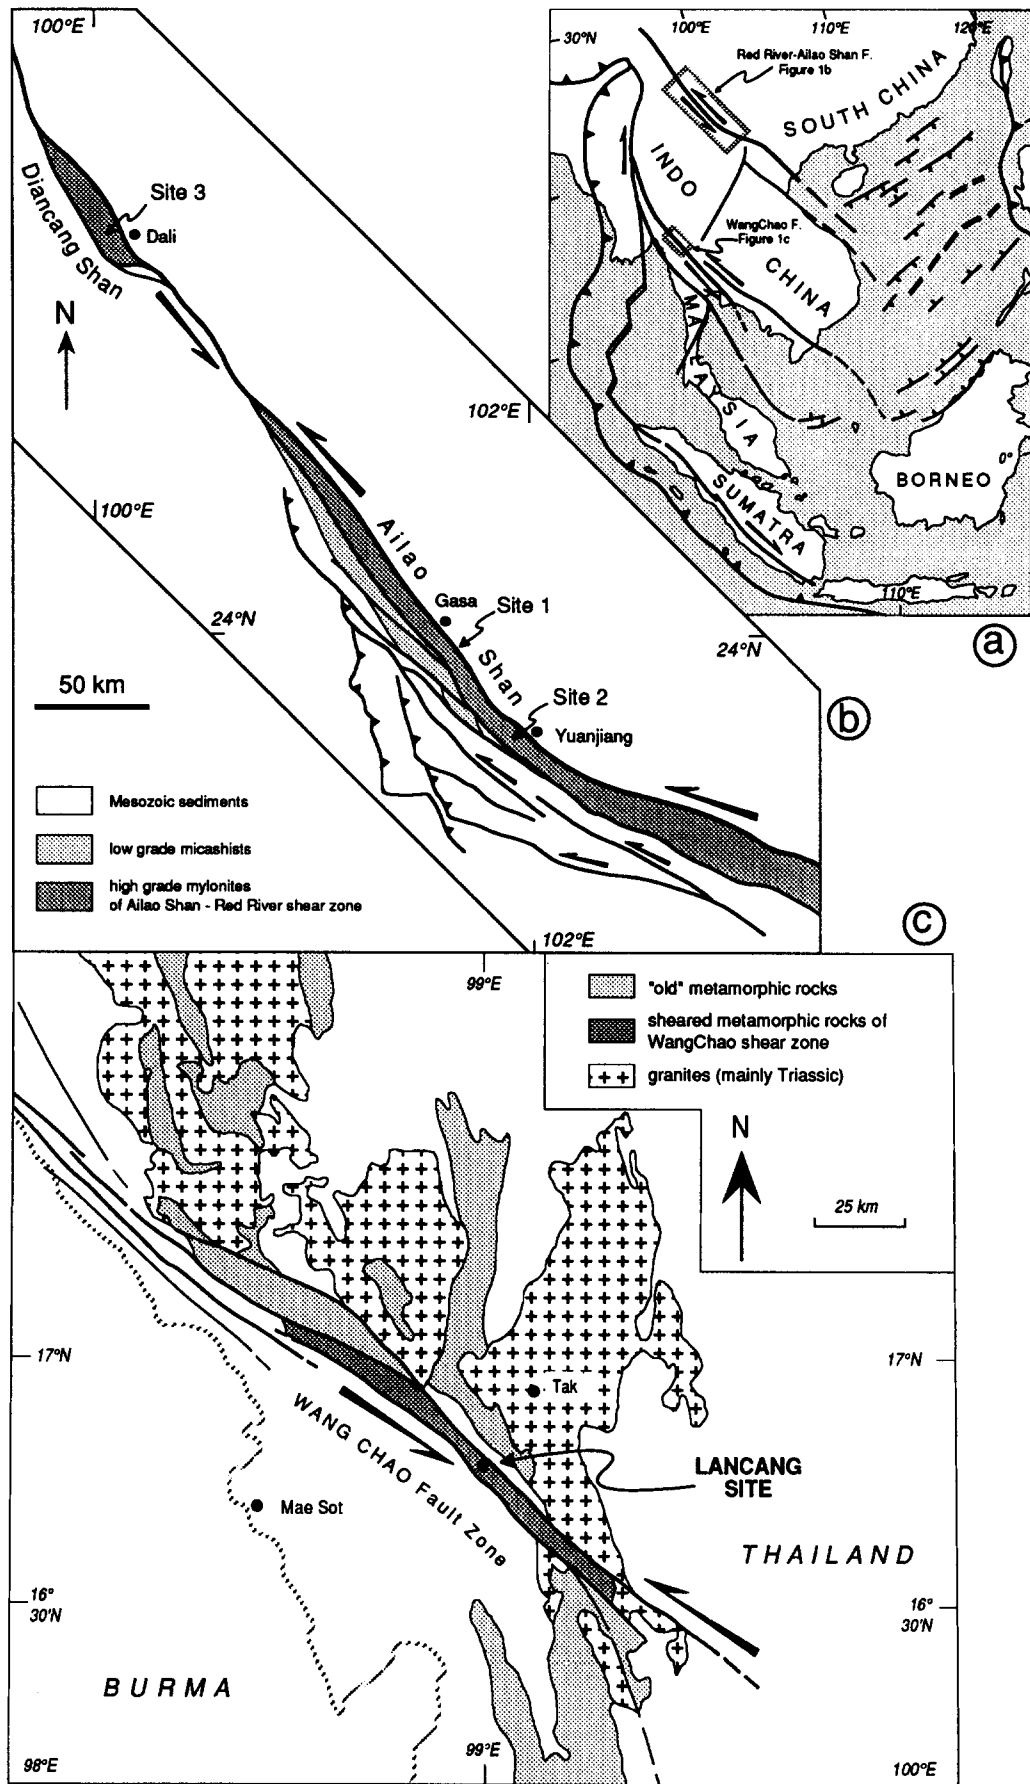 100°E
Site 3
Dali
Diancang Shan
N
102°E
100°E
Ailao
Shan
Gasa
Site 1
24°N
24°N
Site 2
Yuanjiang
50 km
Mesozoic sediments
low grade micashists
high grade mylonites
of Ailao Shan - Red River shear zone
102°E
b
30°N
100°E
110°E
120°E
Red River-Ailao Shan F.
Figure 1b
SOUTH CHINA
INDO
CHINA
WangChao F.
Figure 1c
MALAYSIA
SUMATRA
BORNEO
0°
110°E
a
c
99°E
"old" metamorphic rocks
sheared metamorphic rocks of
WangChao shear zone
granites (mainly Triassic)
N
25 km
17°N
17°N
Tak
WANG CHAO Fault Zone
LANCANG
SITE
Mae Sot
THAILAND
16°
30'N
16°
30'N
BURMA
98°E
99°E
100°E